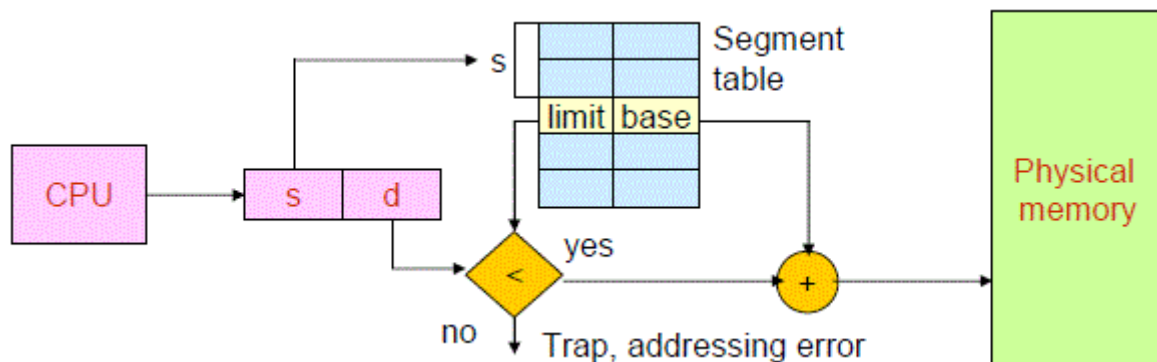 Segment
table
s
limit base
CPU
s d
Physical
memory
yes
<
+
no
Trap, addressing error